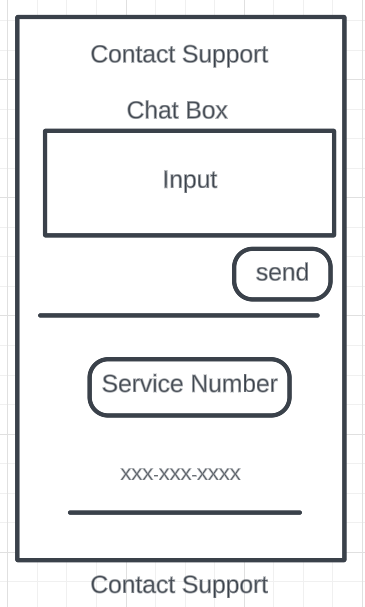 Contact Support
Chat Box
Input
send
Service Number
xxx-xxx-xxxx
Contact Support